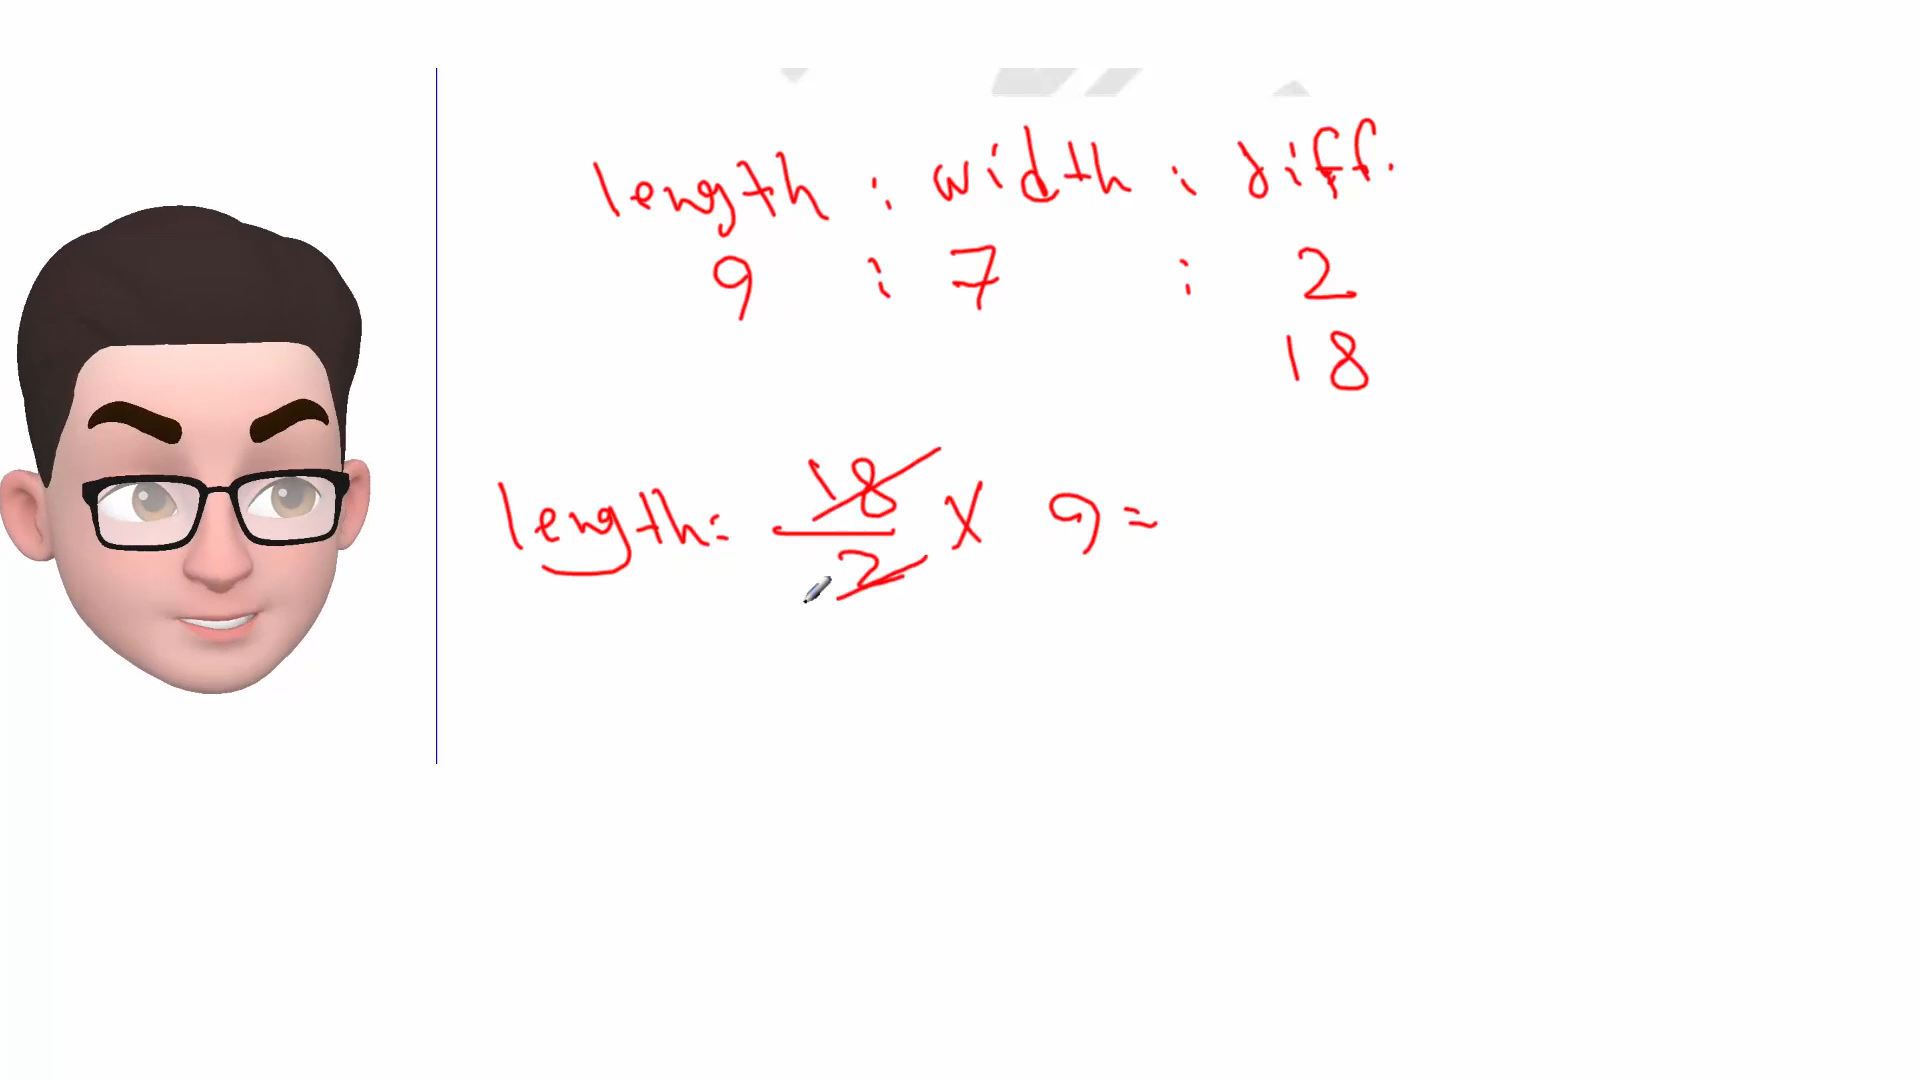 length : width : diff.
9 : 7 : 2
18
length: 18/2 × 9 =